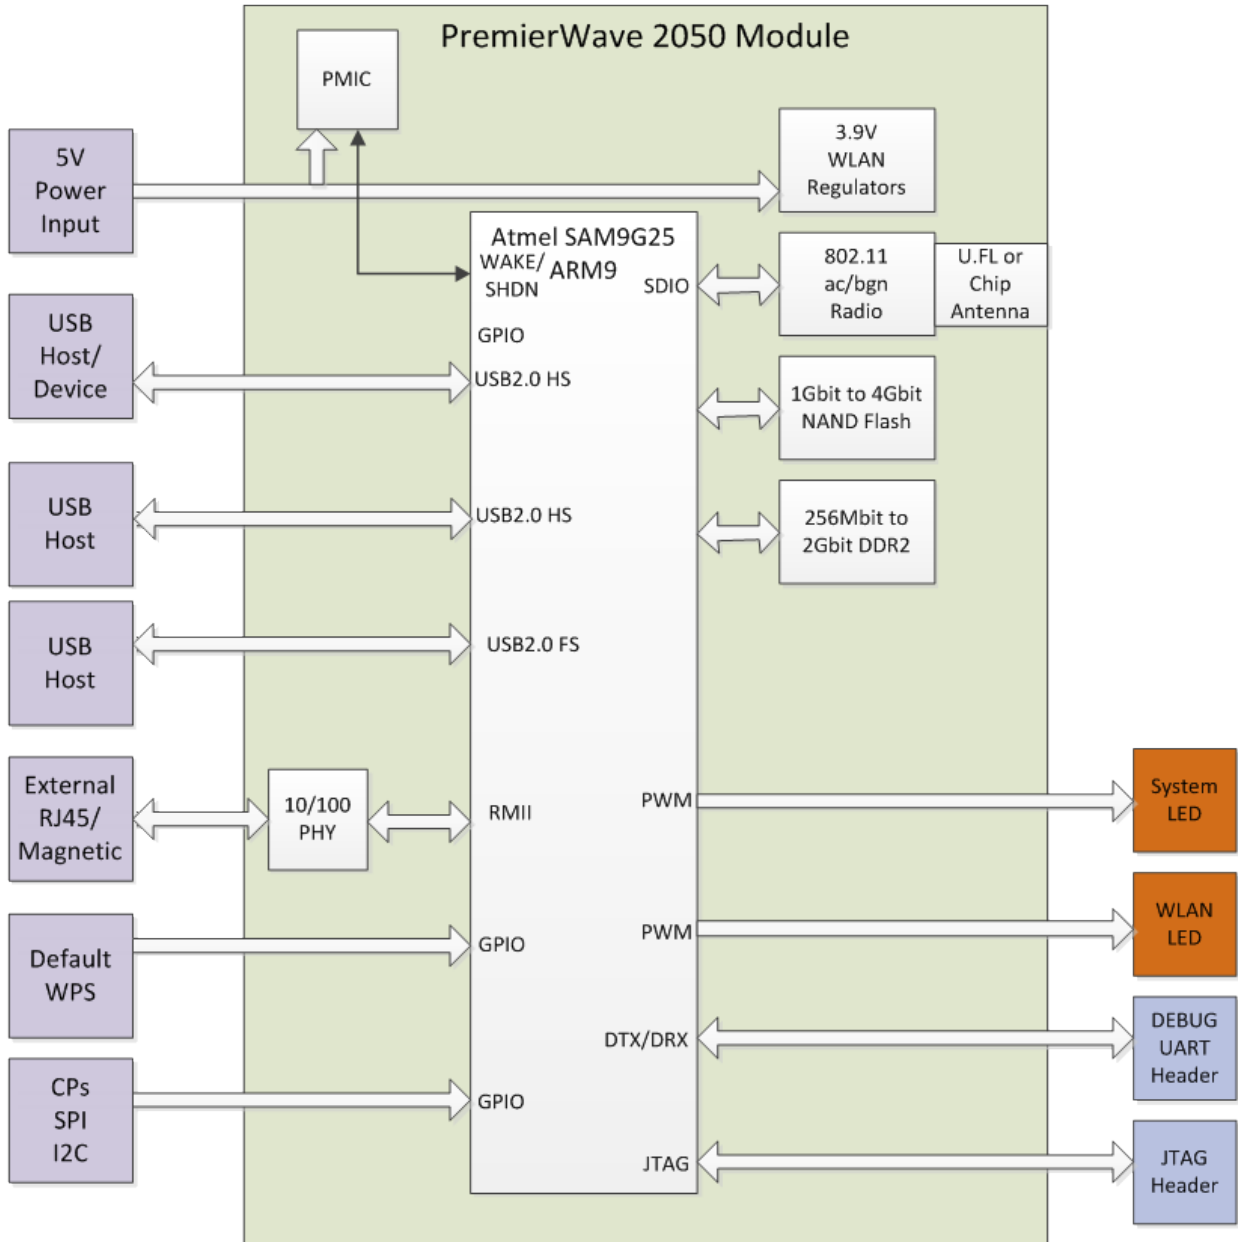 PremierWave 2050 Module
PMIC
5V
Power
Input
3.9V
WLAN
Regulators
Atmel SAM9G25
ARM9
WAKE/
SHDN
SDIO
802.11
ac/bgn
Radio
U.FL or
Chip
Antenna
GPIO
USB
Host/
Device
USB2.0 HS
1Gbit to 4Gbit
NAND Flash
USB
Host
USB2.0 HS
256Mbit to
2Gbit DDR2
USB
Host
USB2.0 FS
External
RJ45/
Magnetic
10/100
PHY
RMII
PWM
System
LED
Default
WPS
GPIO
PWM
WLAN
LED
DTX/DRX
DEBUG
UART
Header
CPs
SPI
I2C
GPIO
JTAG
JTAG
Header